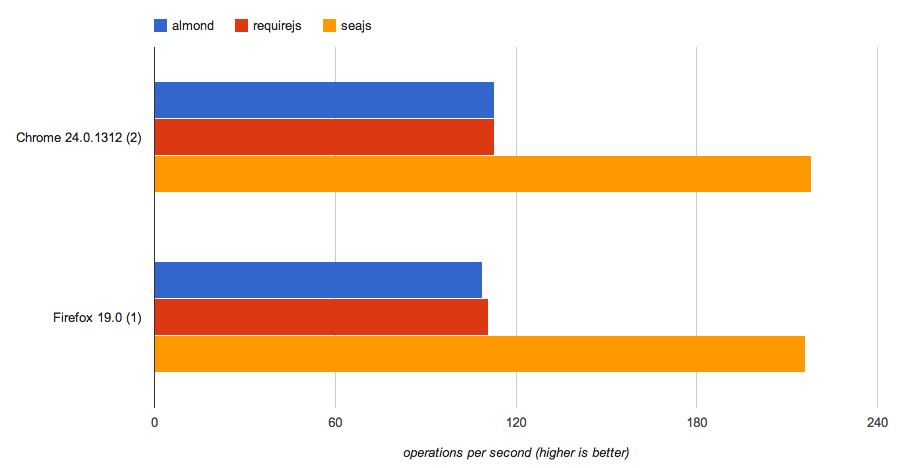 almond requirejs seajs
Chrome 24.0.1312 (2)
Firefox 19.0 (1)
0 60 120 180 240
operations per second (higher is better)